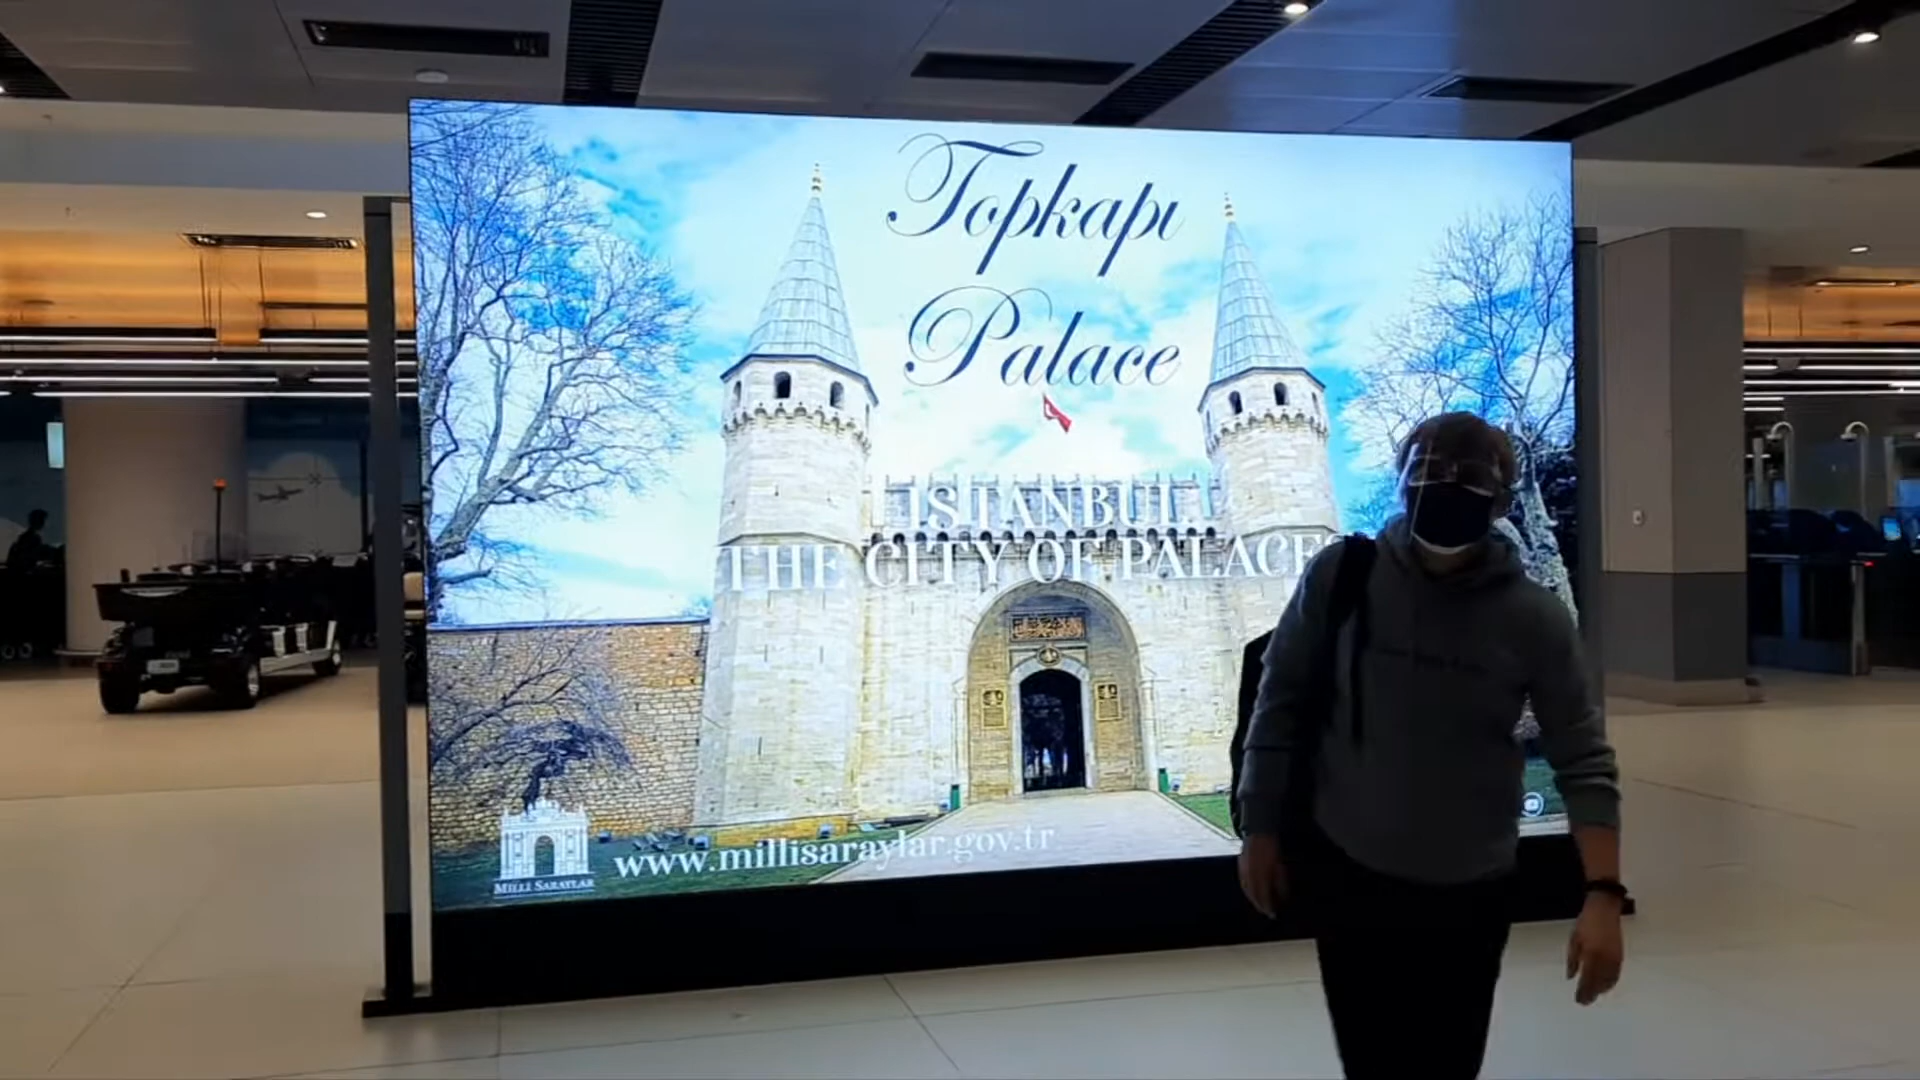 Topkapı
Palace
ISTANBUL
THE CITY OF PALACES
www.millisaraylar.gov.tr
MİLLİ SARAYLAR